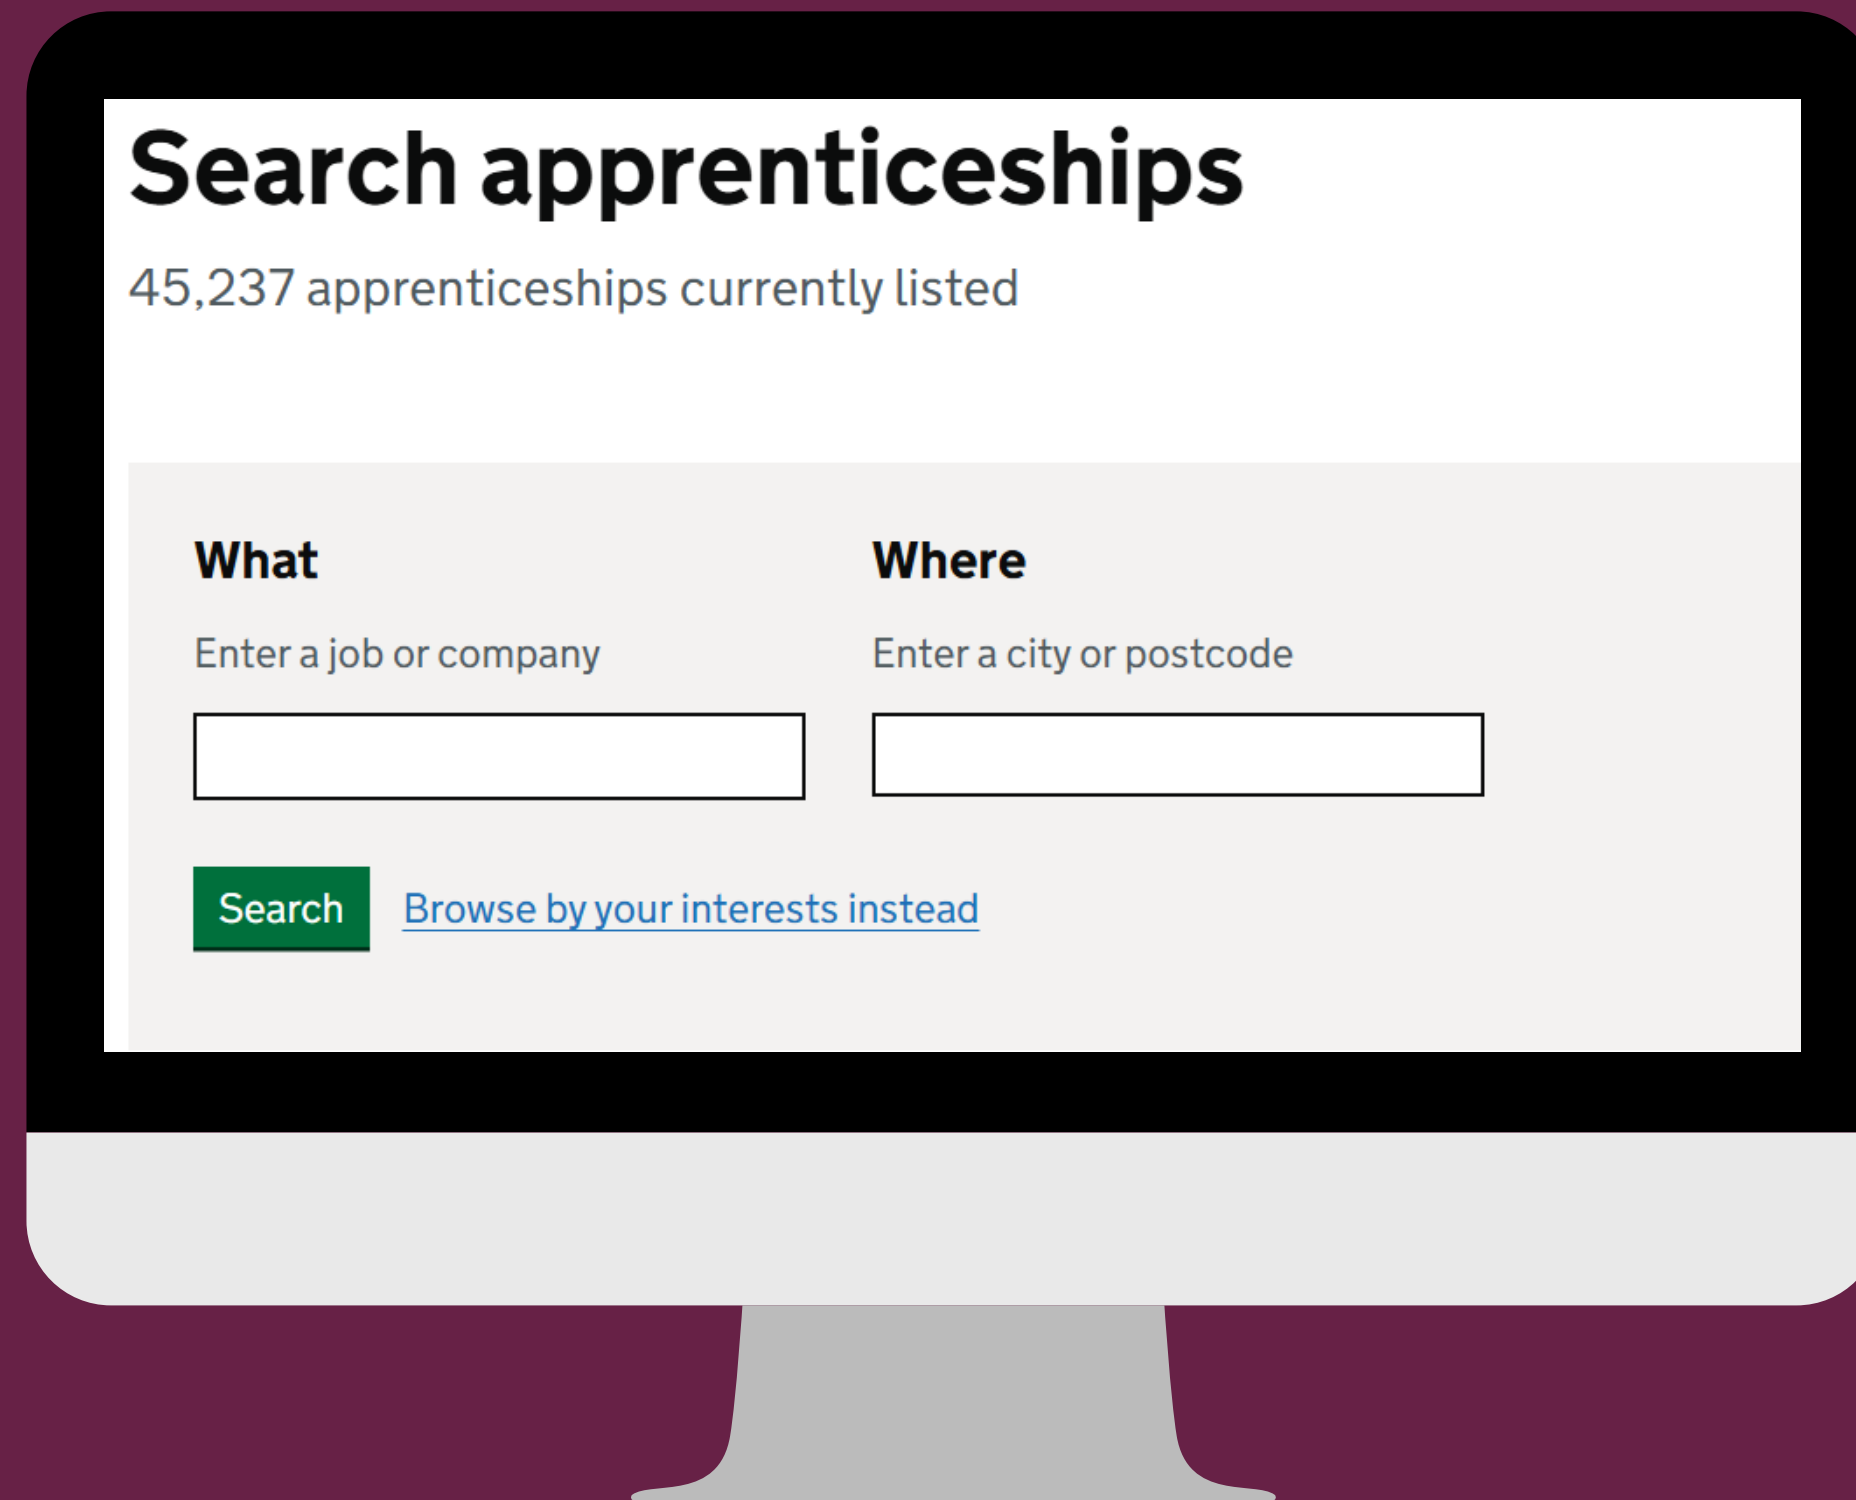 Search apprenticeships
45,237 apprenticeships currently listed
What
Where
Enter a job or company
Enter a city or postcode
Search
Browse by your interests instead